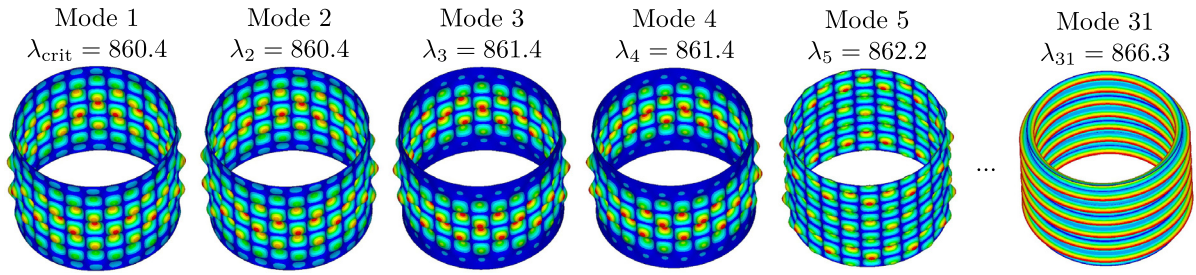 Mode 1
λcrit = 860.4
Mode 2
λ2 = 860.4
Mode 3
λ3 = 861.4
Mode 4
λ4 = 861.4
Mode 5
λ5 = 862.2
...
Mode 31
λ31 = 866.3